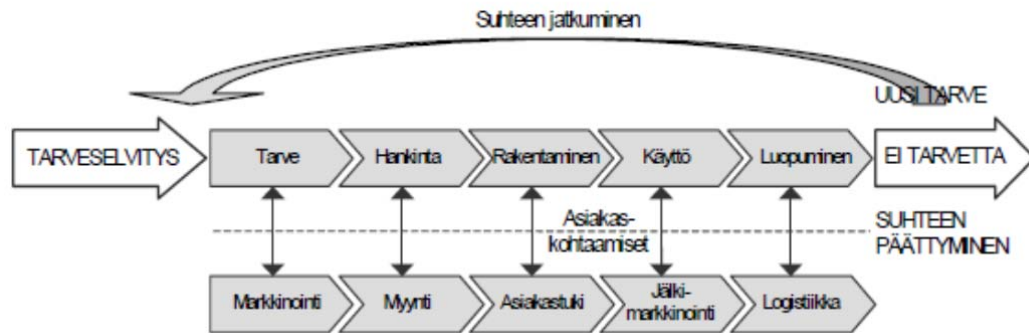 Suhteen jatkuminen
UUSI TARVE
TARVESELVITYS
Tarve
Hankinta
Rakentaminen
Käyttö
Luopuminen
EI TARVETTA
Asiakas-
kohtaamiset
SUHTEEN
PÄÄTTYMINEN
Markkinointi
Myynti
Asiakastuki
Jälki-
markkinointi
Logistiikka